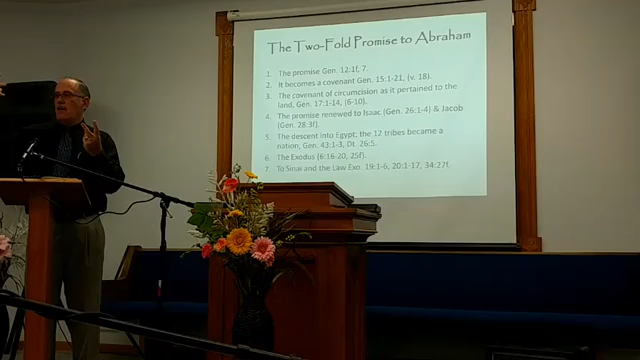 The Two-Fold Promise to Abraham
1. The promise Gen. 12:1f, 7.
2. It becomes a covenant Gen. 15:1-21, (v. 18).
3. The covenant of circumcision as it pertained to the
land, Gen. 17:1-14, (6-10).
4. The promise renewed to Isaac (Gen. 26:1-4) & Jacob
(Gen. 28:3f).
5. The descent into Egypt, the 12 tribes became a
nation, Gen. 43:1-3, Dt. 26:5.
6. The Exodus (6:16-20, 25f).
7. To Sinai and the Law Exo. 19:1-6, 20:1-17, 34:27f.